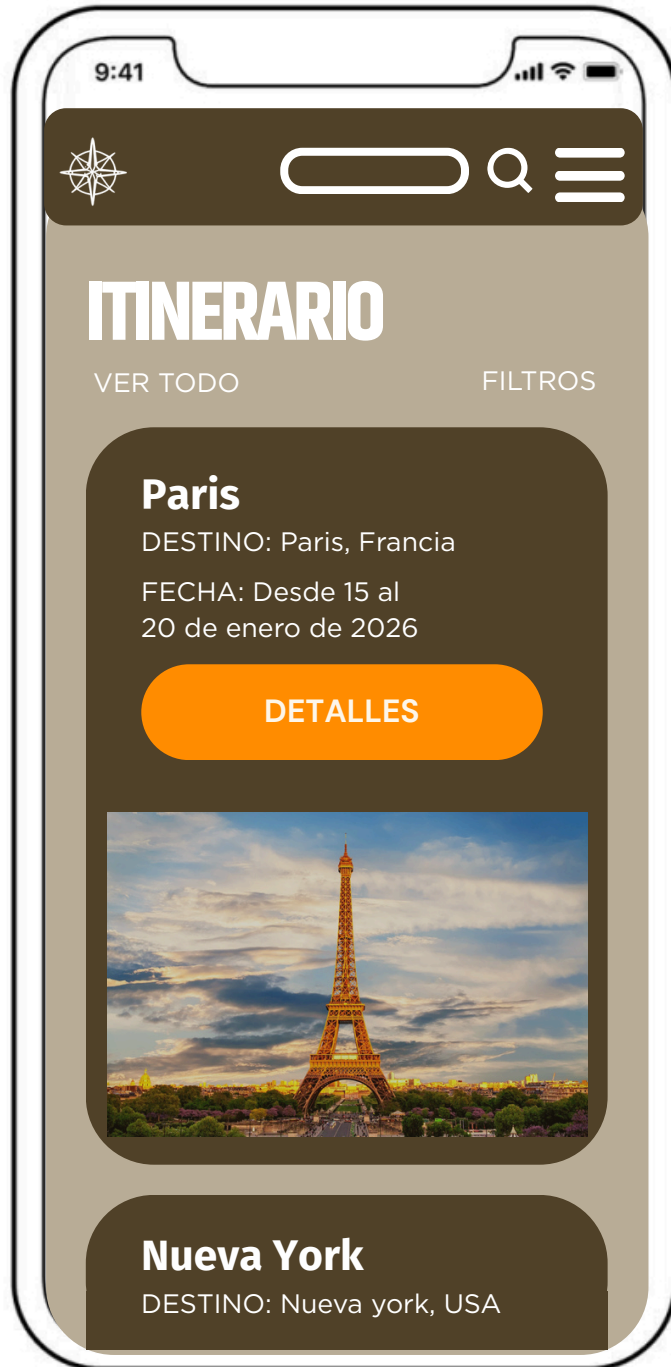 9:41
ITINERARIO
VER TODO
FILTROS
Paris
DESTINO: Paris, Francia
FECHA: Desde 15 al
20 de enero de 2026
DETALLES
Nueva York
DESTINO: Nueva york, USA